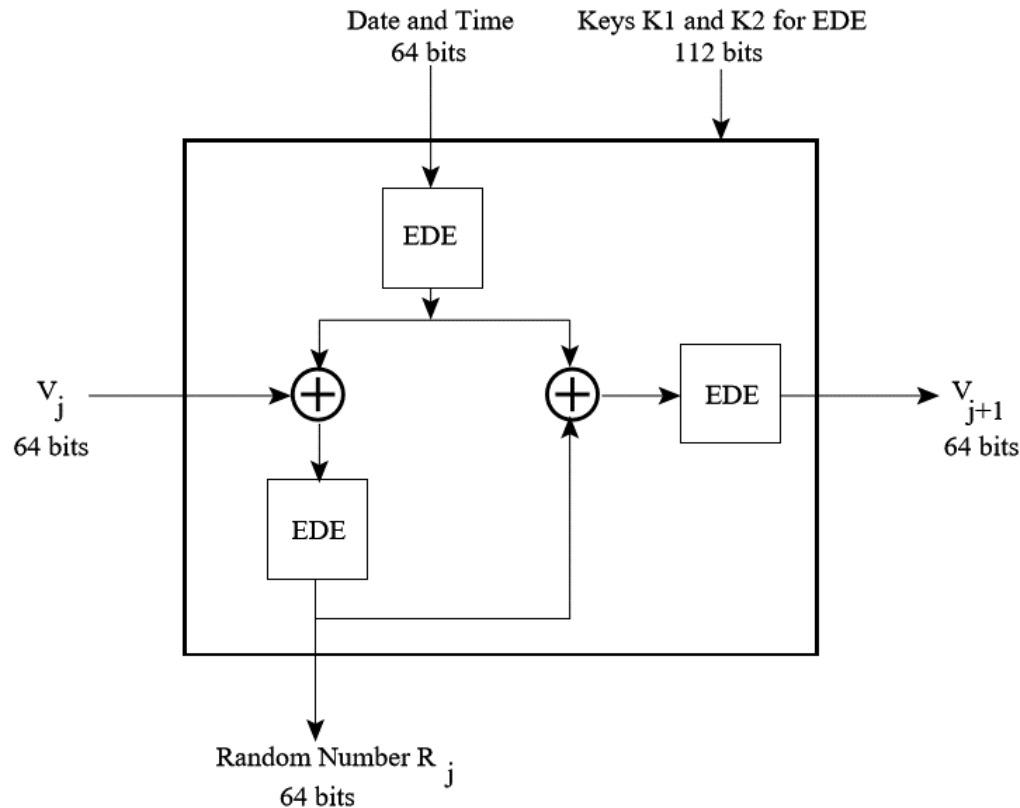 Date and Time
64 bits
Keys K1 and K2 for EDE
112 bits
EDE
V j
64 bits
EDE
V j+1
64 bits
EDE
Random Number R j
64 bits